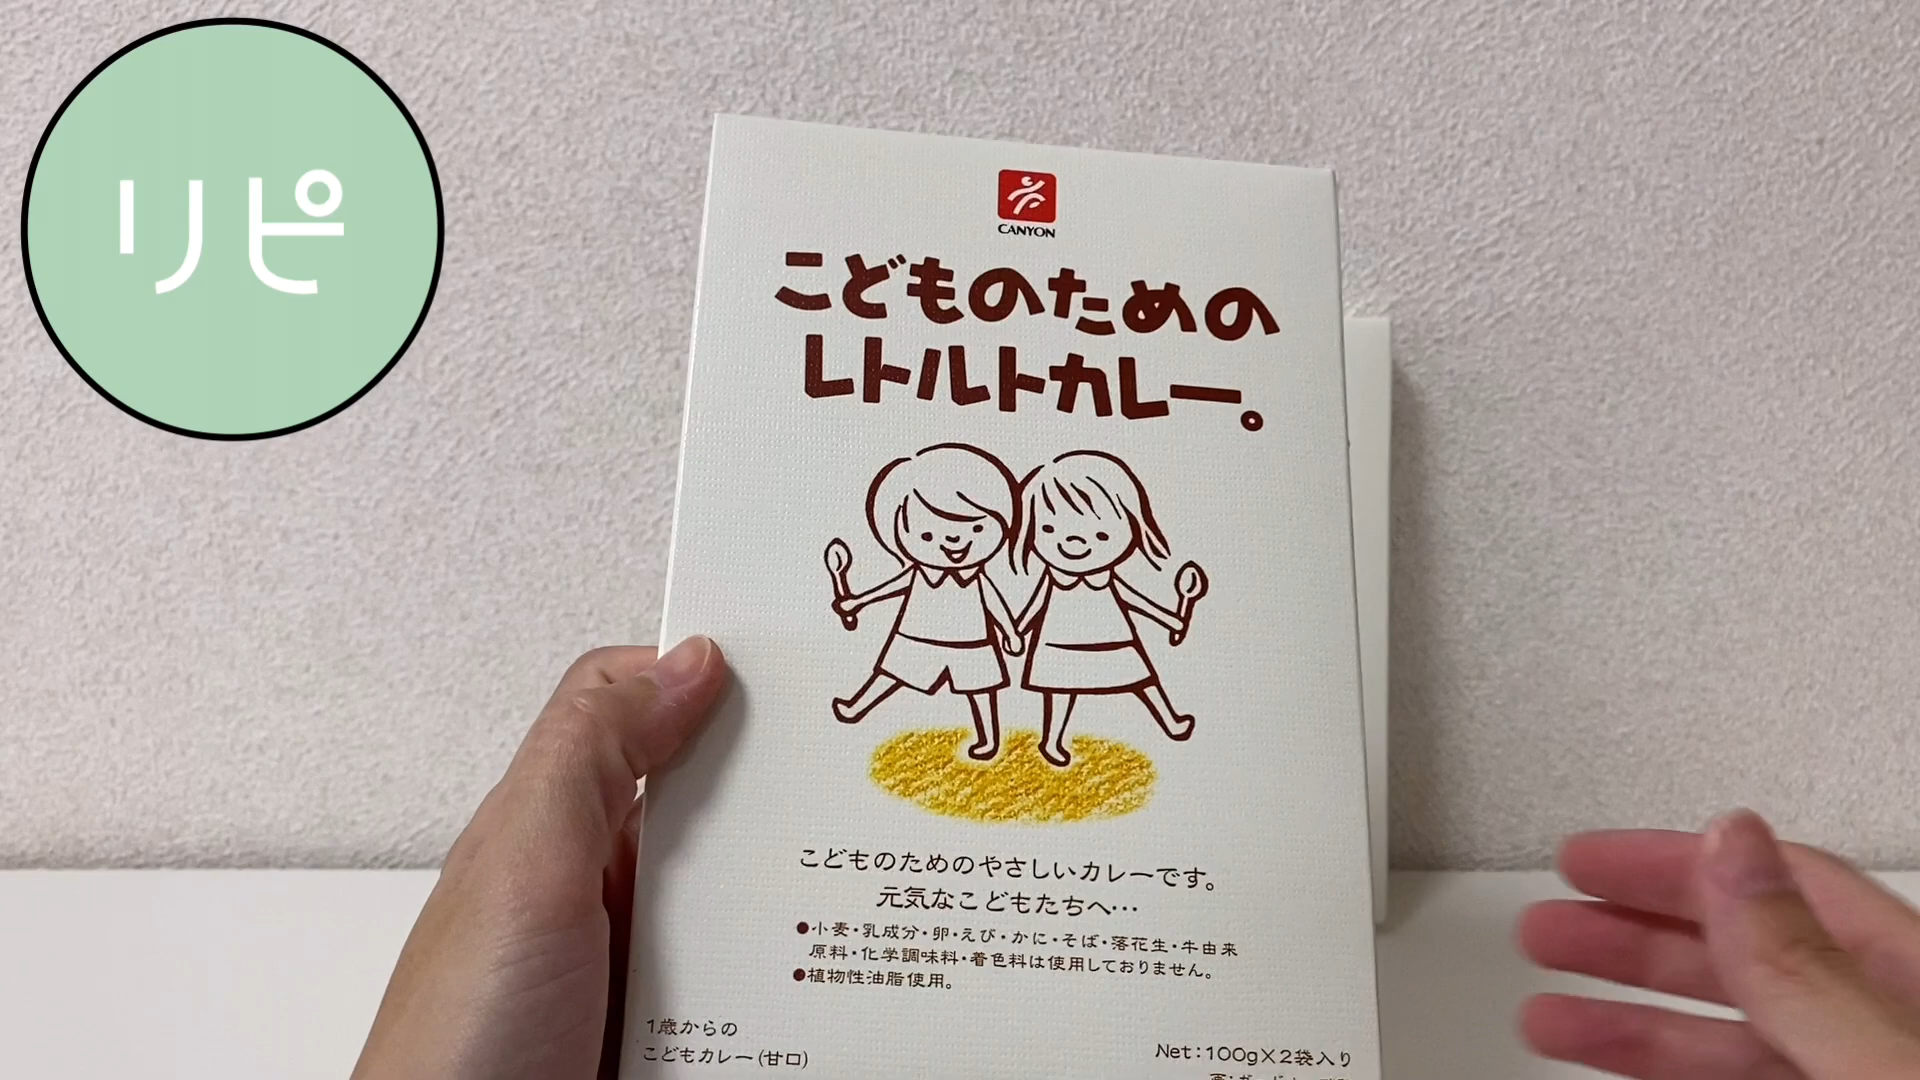 リピ
CANYON
こどものための
レトルトカレー。
こどものためのやさしいカレーです。
元気なこどもたちへ…
●小麦・乳成分・卵・えび・かに・そば・落花生・牛由来
原料・化学調味料・着色料は使用しておりません。
●植物性油脂使用。
1歳からの
こどもカレー(甘口)
Net:100g×2袋入り